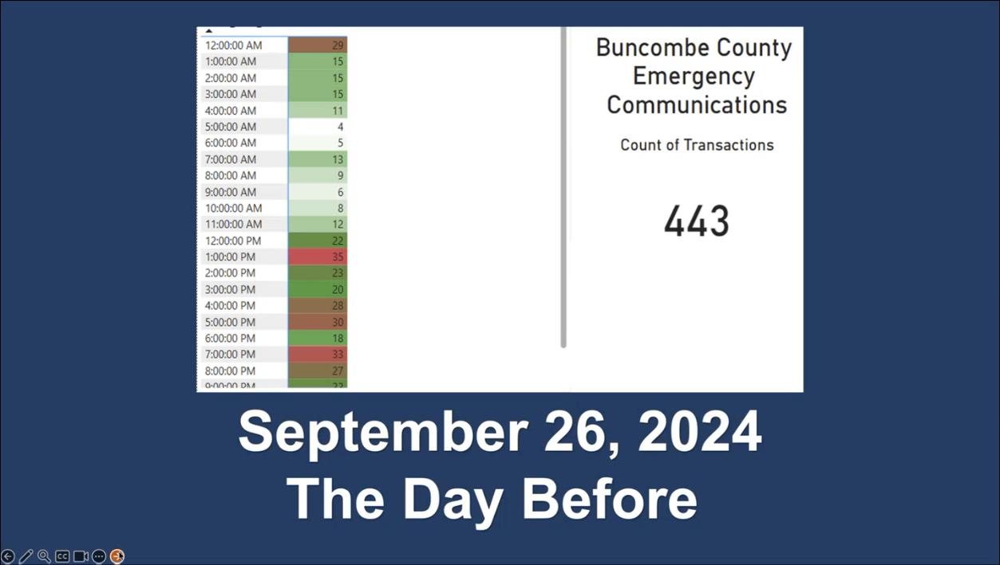 12:00:00 AM 29
1:00:00 AM 15
2:00:00 AM 15
3:00:00 AM 15
4:00:00 AM 11
5:00:00 AM 4
6:00:00 AM 5
7:00:00 AM 13
8:00:00 AM 9
9:00:00 AM 6
10:00:00 AM 8
11:00:00 AM 12
12:00:00 PM 22
1:00:00 PM 35
2:00:00 PM 23
3:00:00 PM 20
4:00:00 PM 28
5:00:00 PM 30
6:00:00 PM 18
7:00:00 PM 33
8:00:00 PM 27
9:00:00 PM
Buncombe County
Emergency
Communications
Count of Transactions
443
September 26, 2024
The Day Before
CC